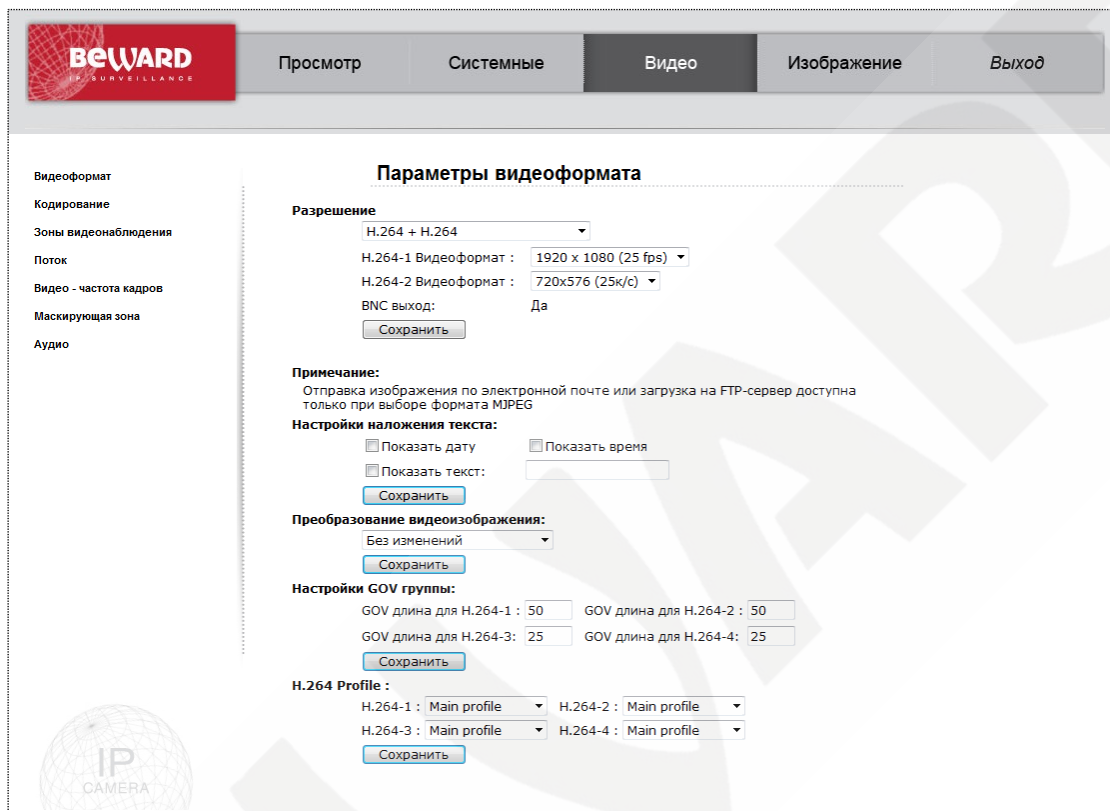 BEWARD
IP SURVEILLANCE
Просмотр
Системные
Видео
Изображение
Выход
Видеоформат
Кодирование
Зоны видеонаблюдения
Поток
Видео - частота кадров
Маскирующая зона
Аудио
Параметры видеоформата
Разрешение
H.264 + H.264
H.264-1 Видеоформат : 1920 x 1080 (25 fps)
H.264-2 Видеоформат : 720x576 (25к/с)
BNC выход: Да
Сохранить
Примечание:
Отправка изображения по электронной почте или загрузка на FTP-сервер доступна
только при выборе формата MJPEG
Настройки наложения текста:
Показать дату Показать время
Показать текст:
Сохранить
Преобразование видеоизображения:
Без изменений
Сохранить
Настройки GOV группы:
GOV длина для H.264-1 : 50 GOV длина для H.264-2 : 50
GOV длина для H.264-3: 25 GOV длина для H.264-4: 25
Сохранить
H.264 Profile :
H.264-1 : Main profile H.264-2 : Main profile
H.264-3 : Main profile H.264-4 : Main profile
Сохранить
IP
CAMERA